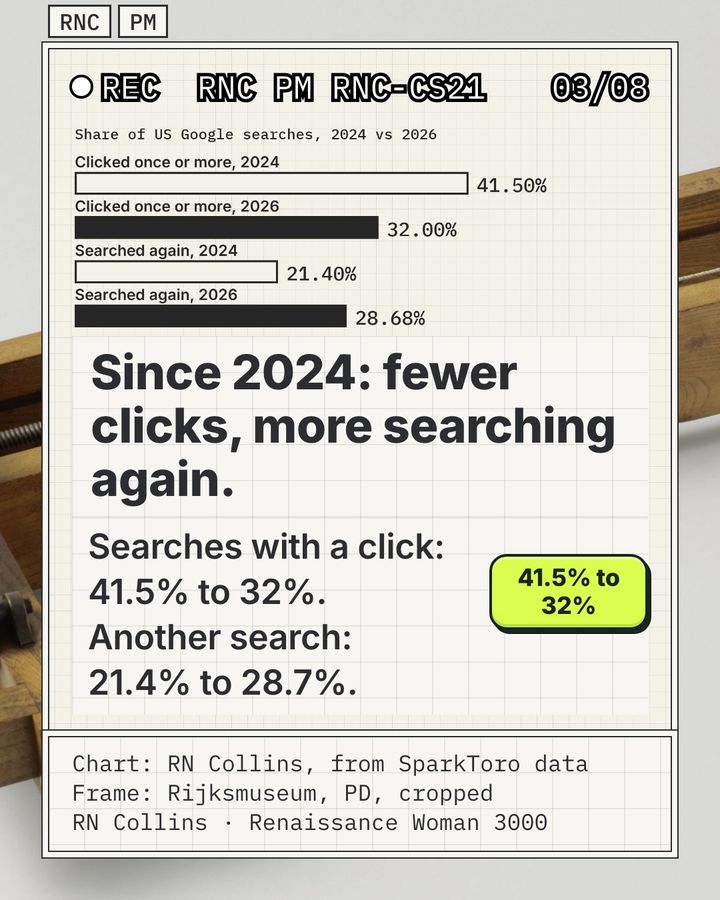 RNC PM
REC RNC PM RNC-CS21 03/08
Share of US Google searches, 2024 vs 2026
Clicked once or more, 2024
41.50%
Clicked once or more, 2026
32.00%
Searched again, 2024
21.40%
Searched again, 2026
28.68%
Since 2024: fewer
clicks, more searching
again.
Searches with a click:
41.5% to 32%.
Another search:
21.4% to 28.7%.
41.5% to
32%
Chart: RN Collins, from SparkToro data
Frame: Rijksmuseum, PD, cropped
RN Collins · Renaissance Woman 3000